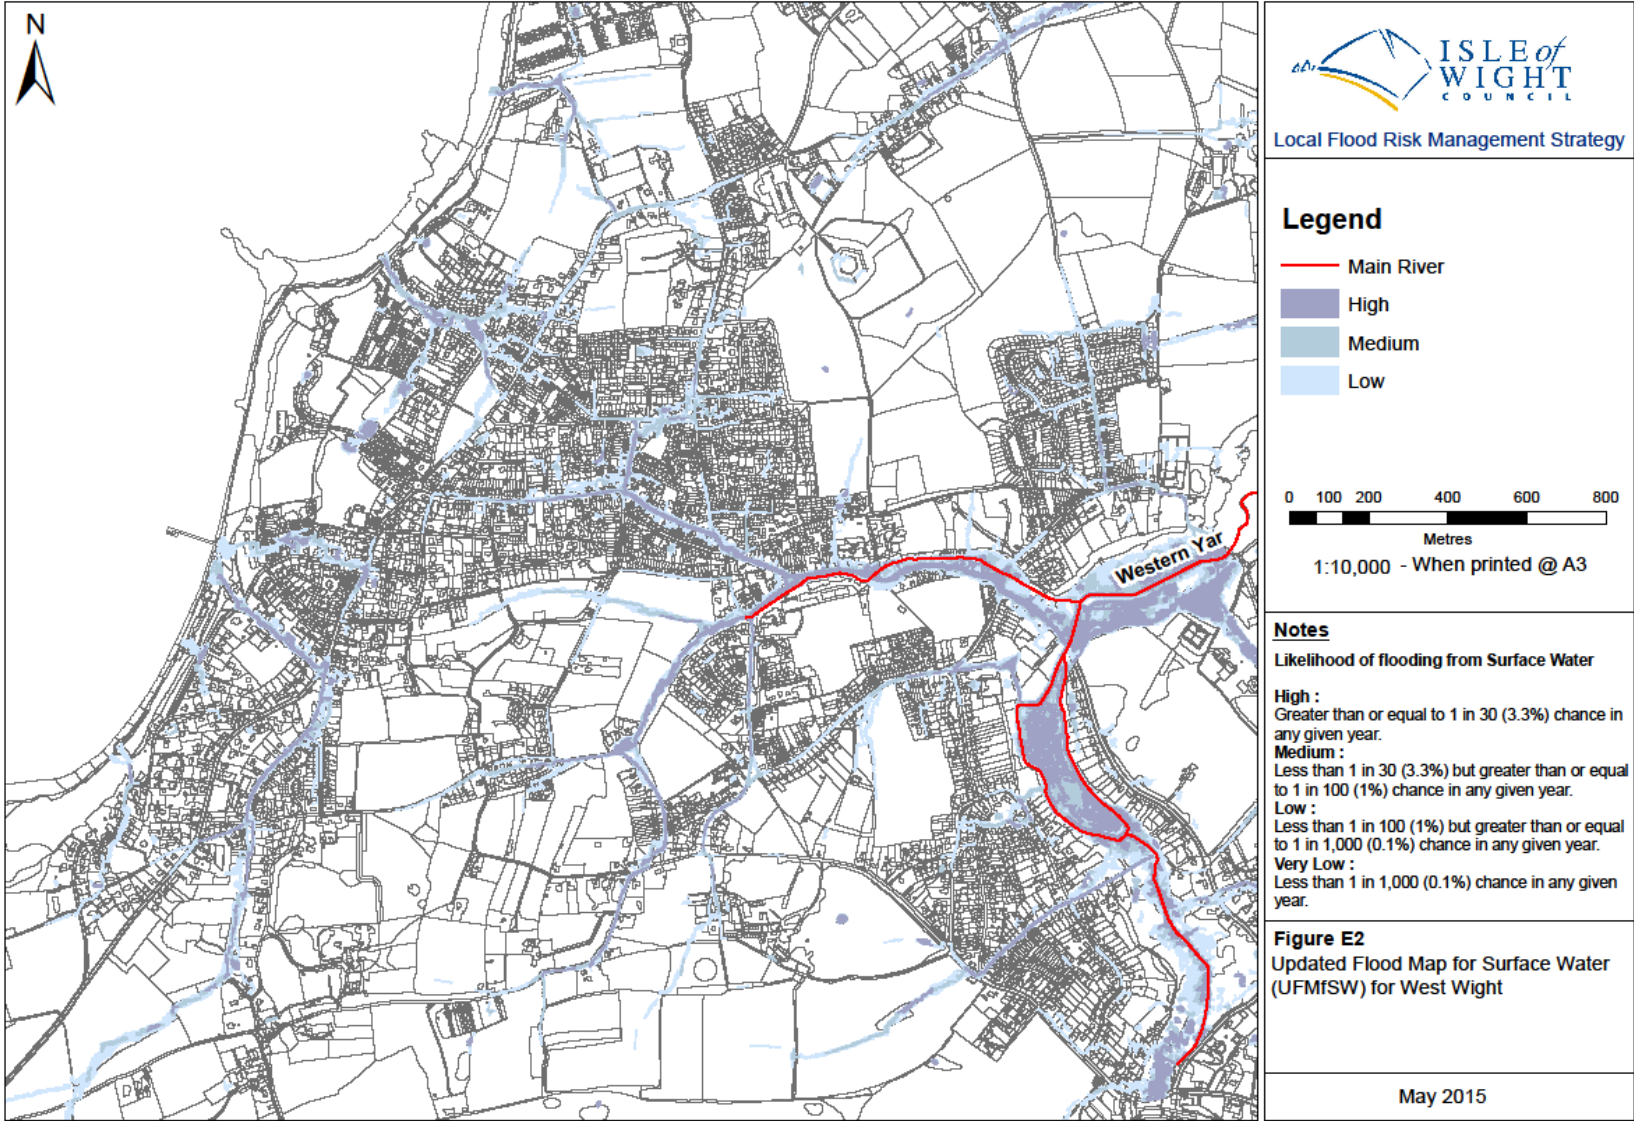 N
Western Yar
ISLE of
WIGHT
COUNCIL
Local Flood Risk Management Strategy
Legend
Main River
High
Medium
Low
0 100 200 400 600 800
Metres
1:10,000 - When printed @ A3
Notes
Likelihood of flooding from Surface Water
High :
Greater than or equal to 1 in 30 (3.3%) chance in
any given year.
Medium :
Less than 1 in 30 (3.3%) but greater than or equal
to 1 in 100 (1%) chance in any given year.
Low :
Less than 1 in 100 (1%) but greater than or equal
to 1 in 1,000 (0.1%) chance in any given year.
Very Low :
Less than 1 in 1,000 (0.1%) chance in any given
year.
Figure E2
Updated Flood Map for Surface Water
(UFMfSW) for West Wight
May 2015